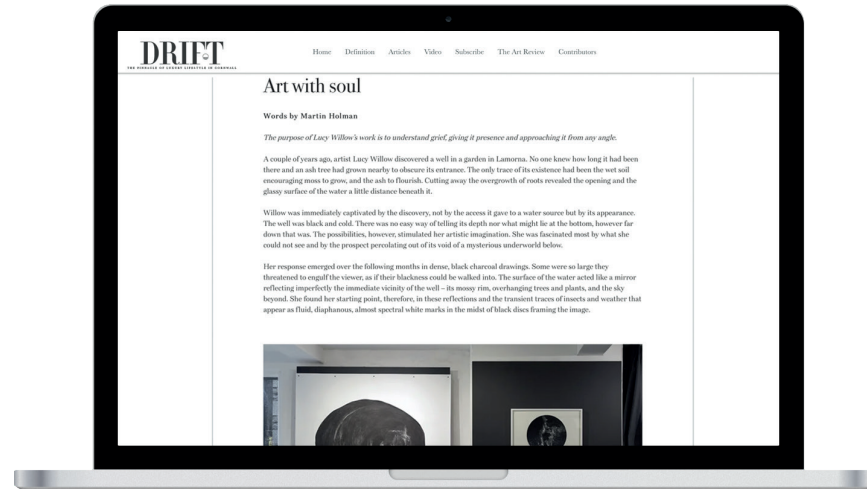 DRIFT
THE DISCLAIM OF LUXURY LIFESTYLE IN CORNWALL
Home Definition Articles Video Subscribe The Art Review Contributors
Art with soul
Words by Martin Holman
The purpose of Lucy Willow's work is to understand grief, giving it presence and approaching it from any angle.
A couple of years ago, artist Lucy Willow discovered a well in a garden in Lamorna. No one knew how long it had been
there and an ash tree had grown nearby to obscure its entrance. The only trace of its existence had been the wet soil
encouraging moss to grow, and the ash to flourish. Cutting away the overgrowth of roots revealed the opening and the
glassy surface of the water a little distance beneath it.
Willow was immediately captivated by the discovery, not by the access it gave to a water source but by its appearance.
The well was black and cold. There was no easy way of telling its depth nor what might lie at the bottom, however far
down that was. The possibilities, however, stimulated her artistic imagination. She was fascinated most by what she
could not see and by the prospect percolating out of its void of a mysterious underworld below.
Her response emerged over the following months in dense, black charcoal drawings. Some were so large they
threatened to engulf the viewer, as if their blackness could be walked into. The surface of the water acted like a mirror
reflecting imperfectly the immediate vicinity of the well – its mossy rim, overhanging trees and plants, and the sky
beyond. She found her starting point, therefore, in these reflections and the transient traces of insects and weather that
appear as fluid, diaphanous, almost spectral white marks in the midst of black discs framing the image.